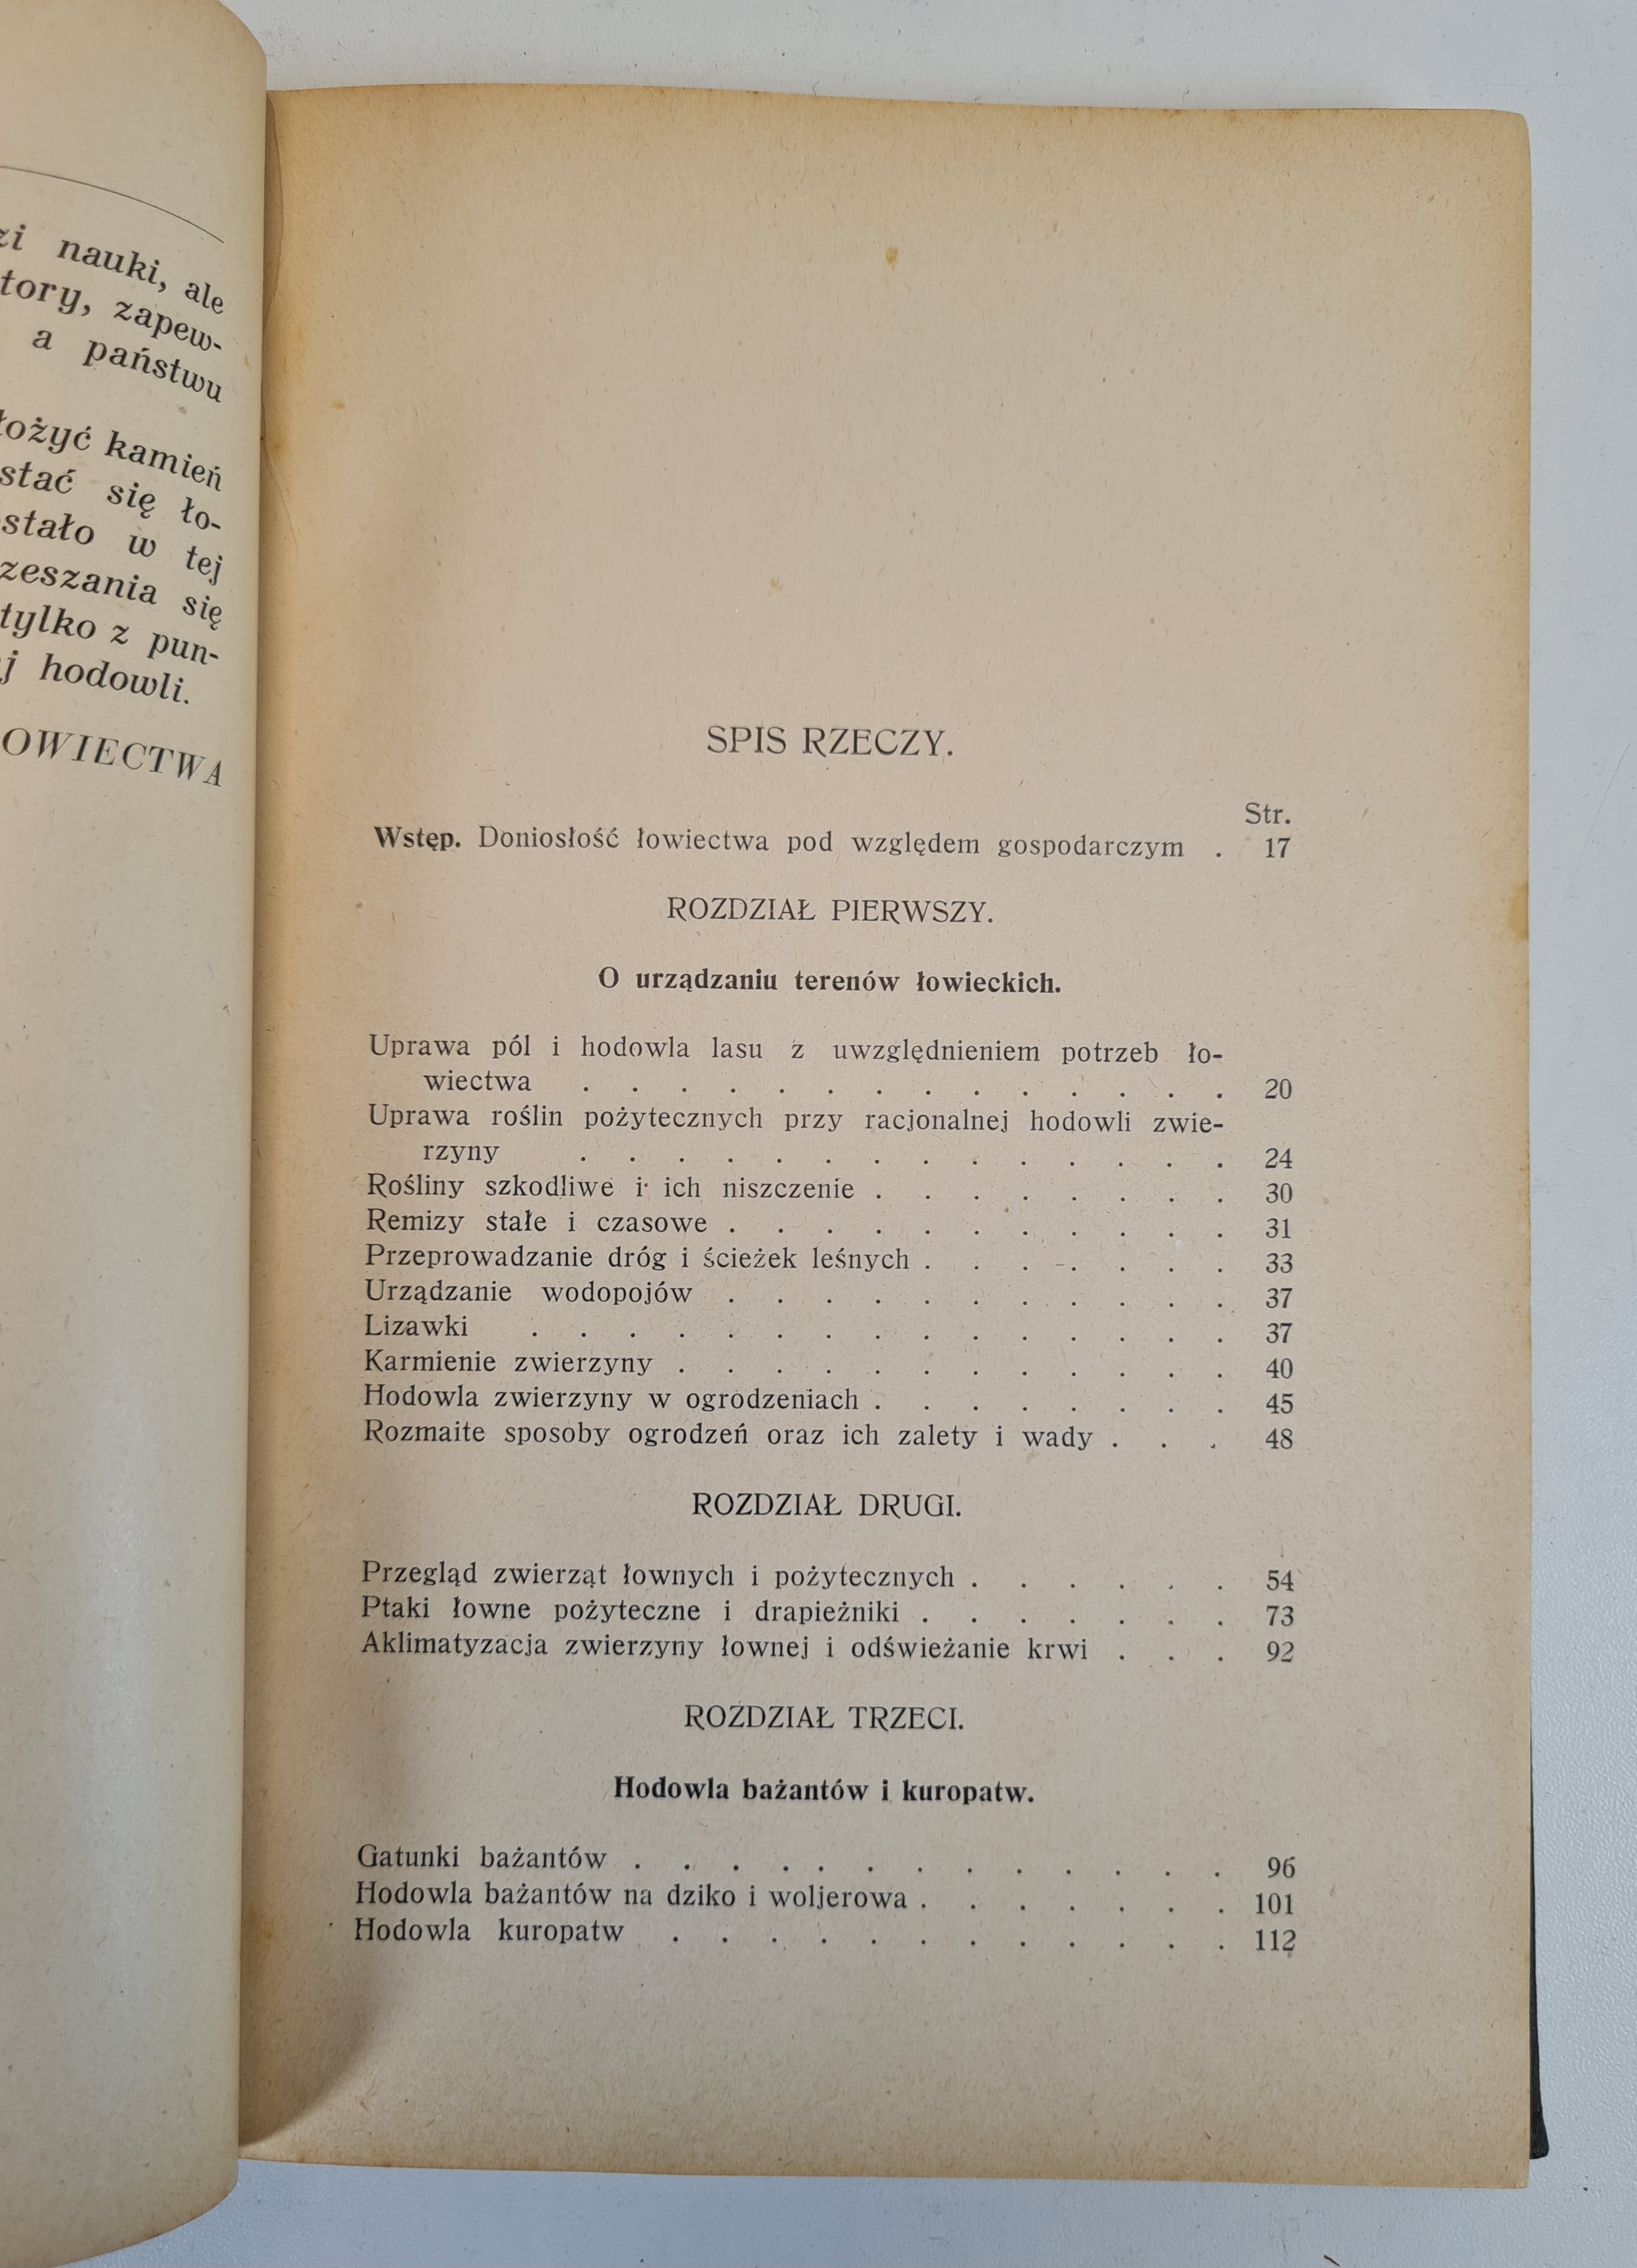 nauki, ale
zapew-
a państwu
kamień
stać się ło-
w tej
się
tylko z pun-
hodowli.
SPIS RZECZY.
Str.
Wstęp. Doniosłość łowiectwa pod względem gospodarczym . 17
ROZDZIAŁ PIERWSZY.
O urządzaniu terenów łowieckich.
Uprawa pól i hodowla lasu z uwzględnieniem potrzeb ło-
wiectwa . . . . . . . . . . . . . . 20
Uprawa roślin pożytecznych przy racjonalnej hodowli zwie-
rzyny . . . . . . . . . . . . . . 24
Rośliny szkodliwe i ich niszczenie . . . . . . . . 30
Remizy stałe i czasowe . . . . . . . . . . . 31
Przeprowadzanie dróg i ścieżek leśnych . . . . . . . 33
Urządzanie wodopojów . . . . . . . . . . . 37
Lizawki . . . . . . . . . . . . . . . 37
Karmienie zwierzyny . . . . . . . . . . . . 40
Hodowla zwierzyny w ogrodzeniach . . . . . . . . 45
Rozmaite sposoby ogrodzeń oraz ich zalety i wady . . . 48
ROZDZIAŁ DRUGI.
Przegląd zwierząt łownych i pożytecznych . . . . . . 54
Ptaki łowne pożyteczne i drapieżniki . . . . . . . 73
Aklimatyzacja zwierzyny łownej i odświeżanie krwi . . . 92
ROZDZIAŁ TRZECI.
Hodowla bażantów i kuropatw.
Gatunki bażantów . . . . . . . . . . . . . 96
Hodowla bażantów na dziko i woljerowa . . . . . . . 101
Hodowla kuropatw . . . . . . . . . . . . 112